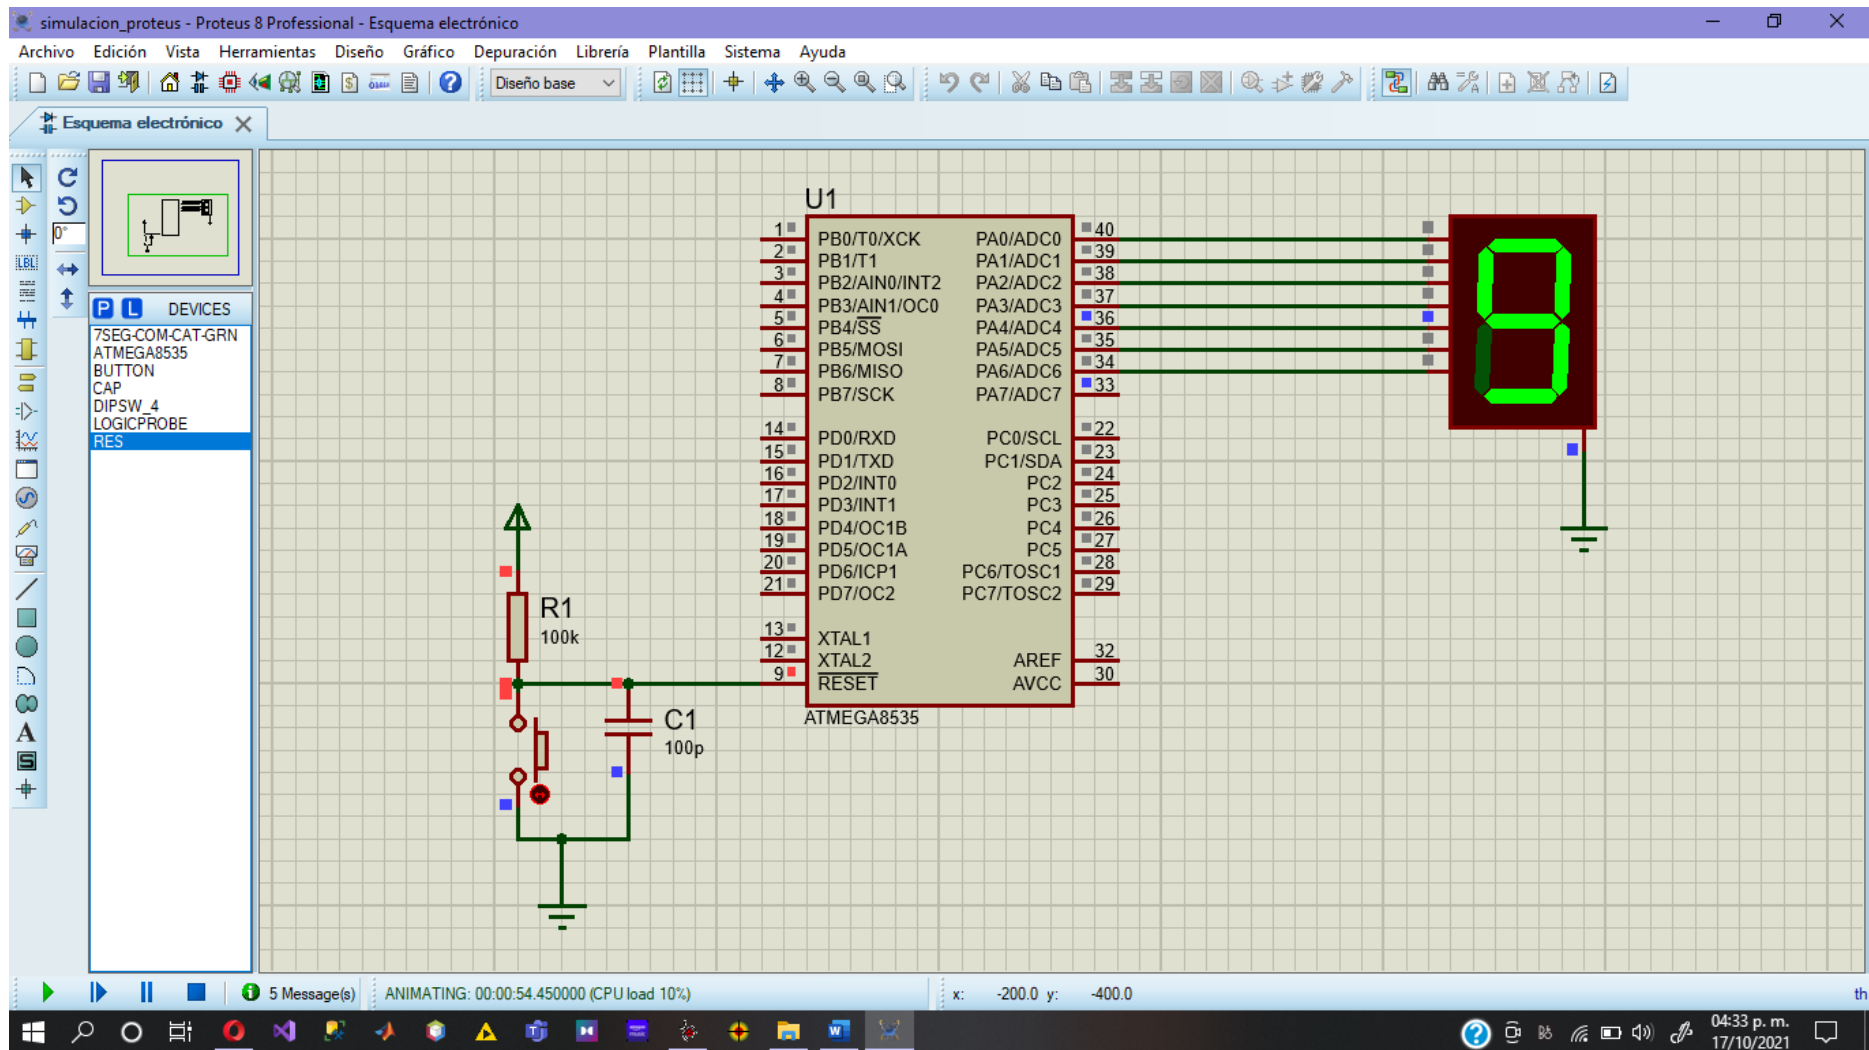 simulacion_proteus - Proteus 8 Professional - Esquema electrónico
Archivo Edición Vista Herramientas Diseño Gráfico Depuración Librería Plantilla Sistema Ayuda
Diseño base
Esquema electrónico
0°
LBL
P L DEVICES
7SEG-COM-CAT-GRN
ATMEGA8535
BUTTON
CAP
DIPSW_4
LOGICPROBE
RES
A
S
U1
1 PB0/T0/XCK PA0/ADC0 40
2 PB1/T1 PA1/ADC1 39
3 PB2/AIN0/INT2 PA2/ADC2 38
4 PB3/AIN1/OC0 PA3/ADC3 37
5 PB4/SS PA4/ADC4 36
6 PB5/MOSI PA5/ADC5 35
7 PB6/MISO PA6/ADC6 34
8 PB7/SCK PA7/ADC7 33
14 PD0/RXD PC0/SCL 22
15 PD1/TXD PC1/SDA 23
16 PD2/INT0 PC2 24
17 PD3/INT1 PC3 25
18 PD4/OC1B PC4 26
19 PD5/OC1A PC5 27
20 PD6/ICP1 PC6/TOSC1 28
21 PD7/OC2 PC7/TOSC2 29
13 XTAL1
12 XTAL2 AREF 32
9 RESET AVCC 30
ATMEGA8535
R1
100k
C1
100p
9
5 Message(s) ANIMATING: 00:00:54.450000 (CPU load 10%) x: -200.0 y: -400.0 th
04:33 p. m.
17/10/2021